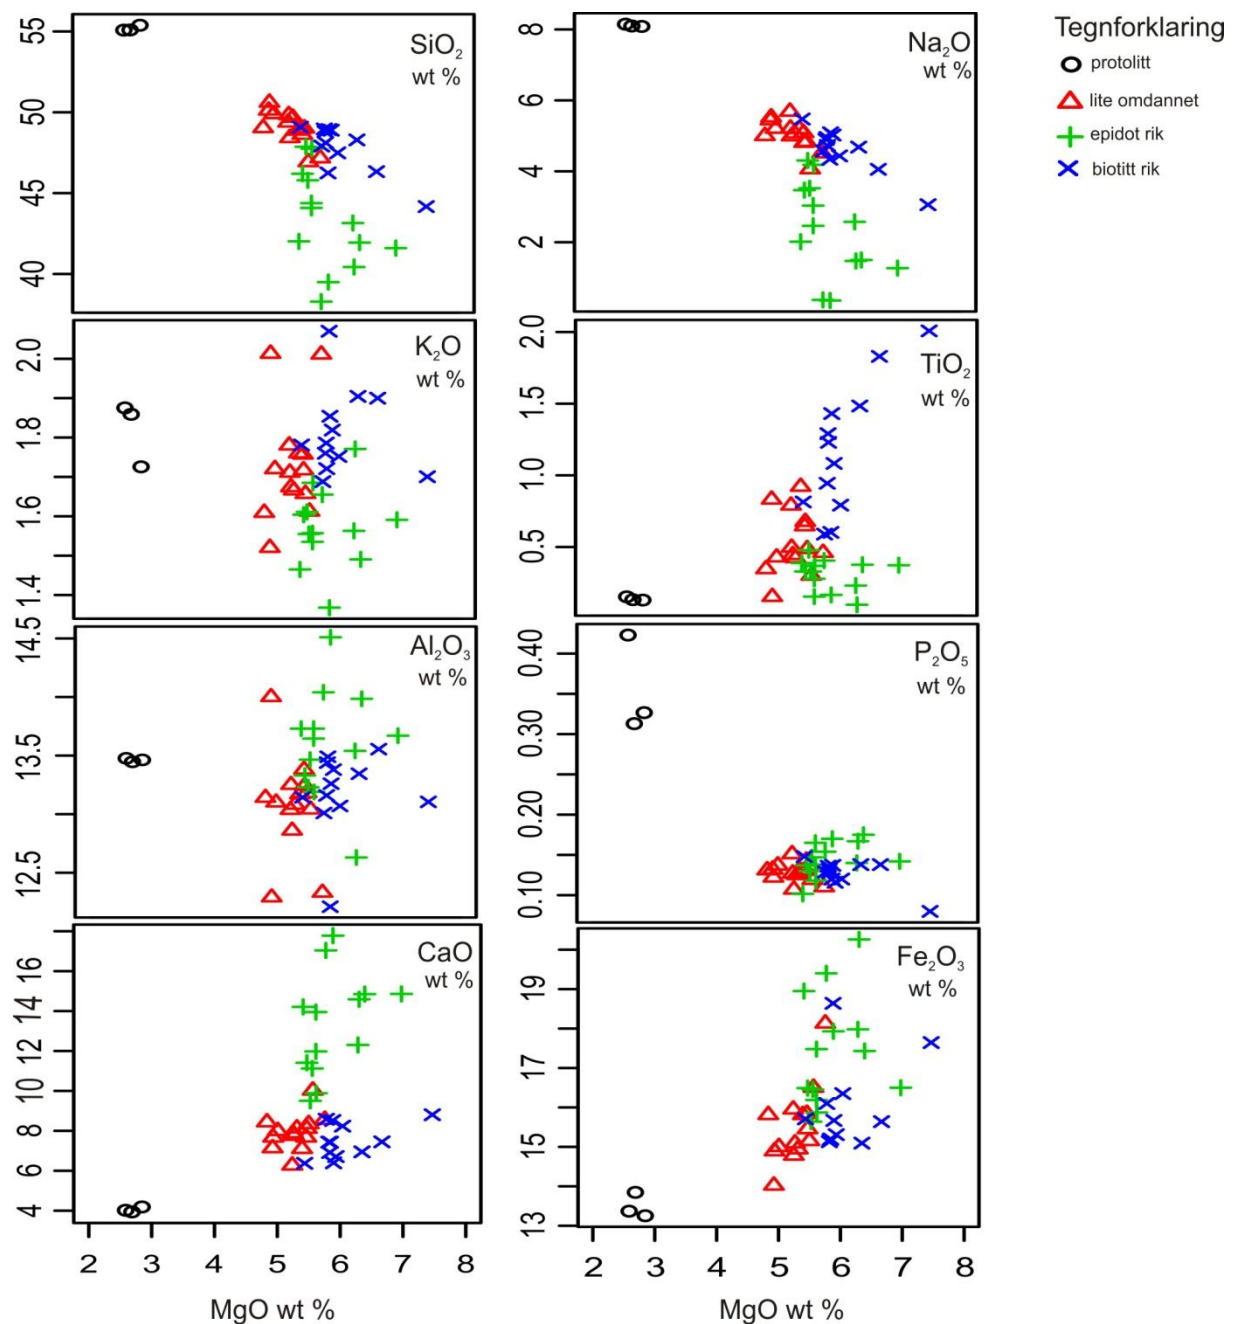 SiO₂
wt %
55
50
45
40
Na₂O
wt %
8
6
4
2
Tegnforklaring
protolitt
lite omdannet
epidot rik
biotitt rik
K₂O
wt %
2.0
1.8
1.6
1.4
TiO₂
wt %
2.0
1.5
1.0
0.5
Al₂O₃
wt %
14.5
13.5
12.5
P₂O₅
wt %
0.40
0.30
0.20
0.10
CaO
wt %
16
14
12
10
8
6
4
Fe₂O₃
wt %
19
17
15
13
2 3 4 5 6 7 8
MgO wt %
2 3 4 5 6 7 8
MgO wt %